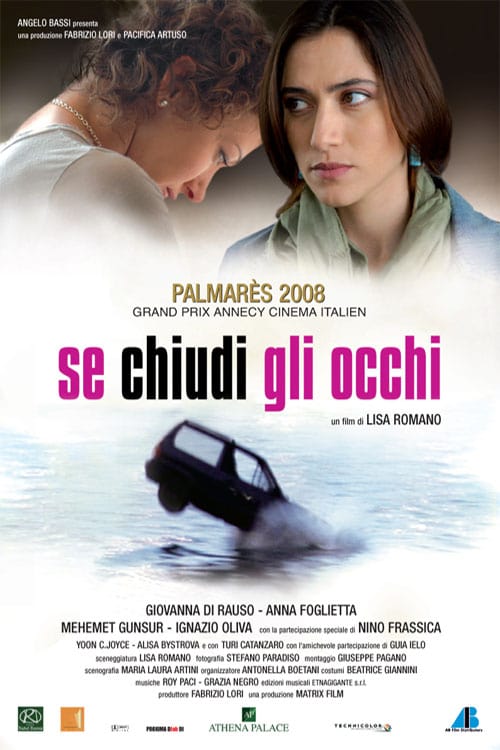 ANGELO BASSI presenta
una produzione FABRIZIO LORI e PACIFICA ARTUSO
PALMARÈS 2008
GRAND PRIX ANNECY CINEMA ITALIEN
se chiudi gli occhi
un film di LISA ROMANO
GIOVANNA DI RAUSO - ANNA FOGLIETTA
MEHEMET GUNSUR - IGNAZIO OLIVA con la partecipazione speciale di NINO FRASSICA
YOON C.JOYCE - ALISA BYSTROVA e con TURI CATANZARO con l'amichevole partecipazione di GUIA IELO
sceneggiatura LISA ROMANO fotografia STEFANO PARADISO montaggio GIUSEPPE PAGANO
scenografia MARIA LAURA ARTINI organizzatore ANTONELLA BOETANI costumi BEATRICE GIANNINI
musiche ROY PACI - GRAZIA NEGRO edizioni musicali ETNAGIGANTE s.r.l.
produttore FABRIZIO LORI una produzione MATRIX FILM
ATHENA PALACE
TECHNICOLOR
AB
AB Film Distributors